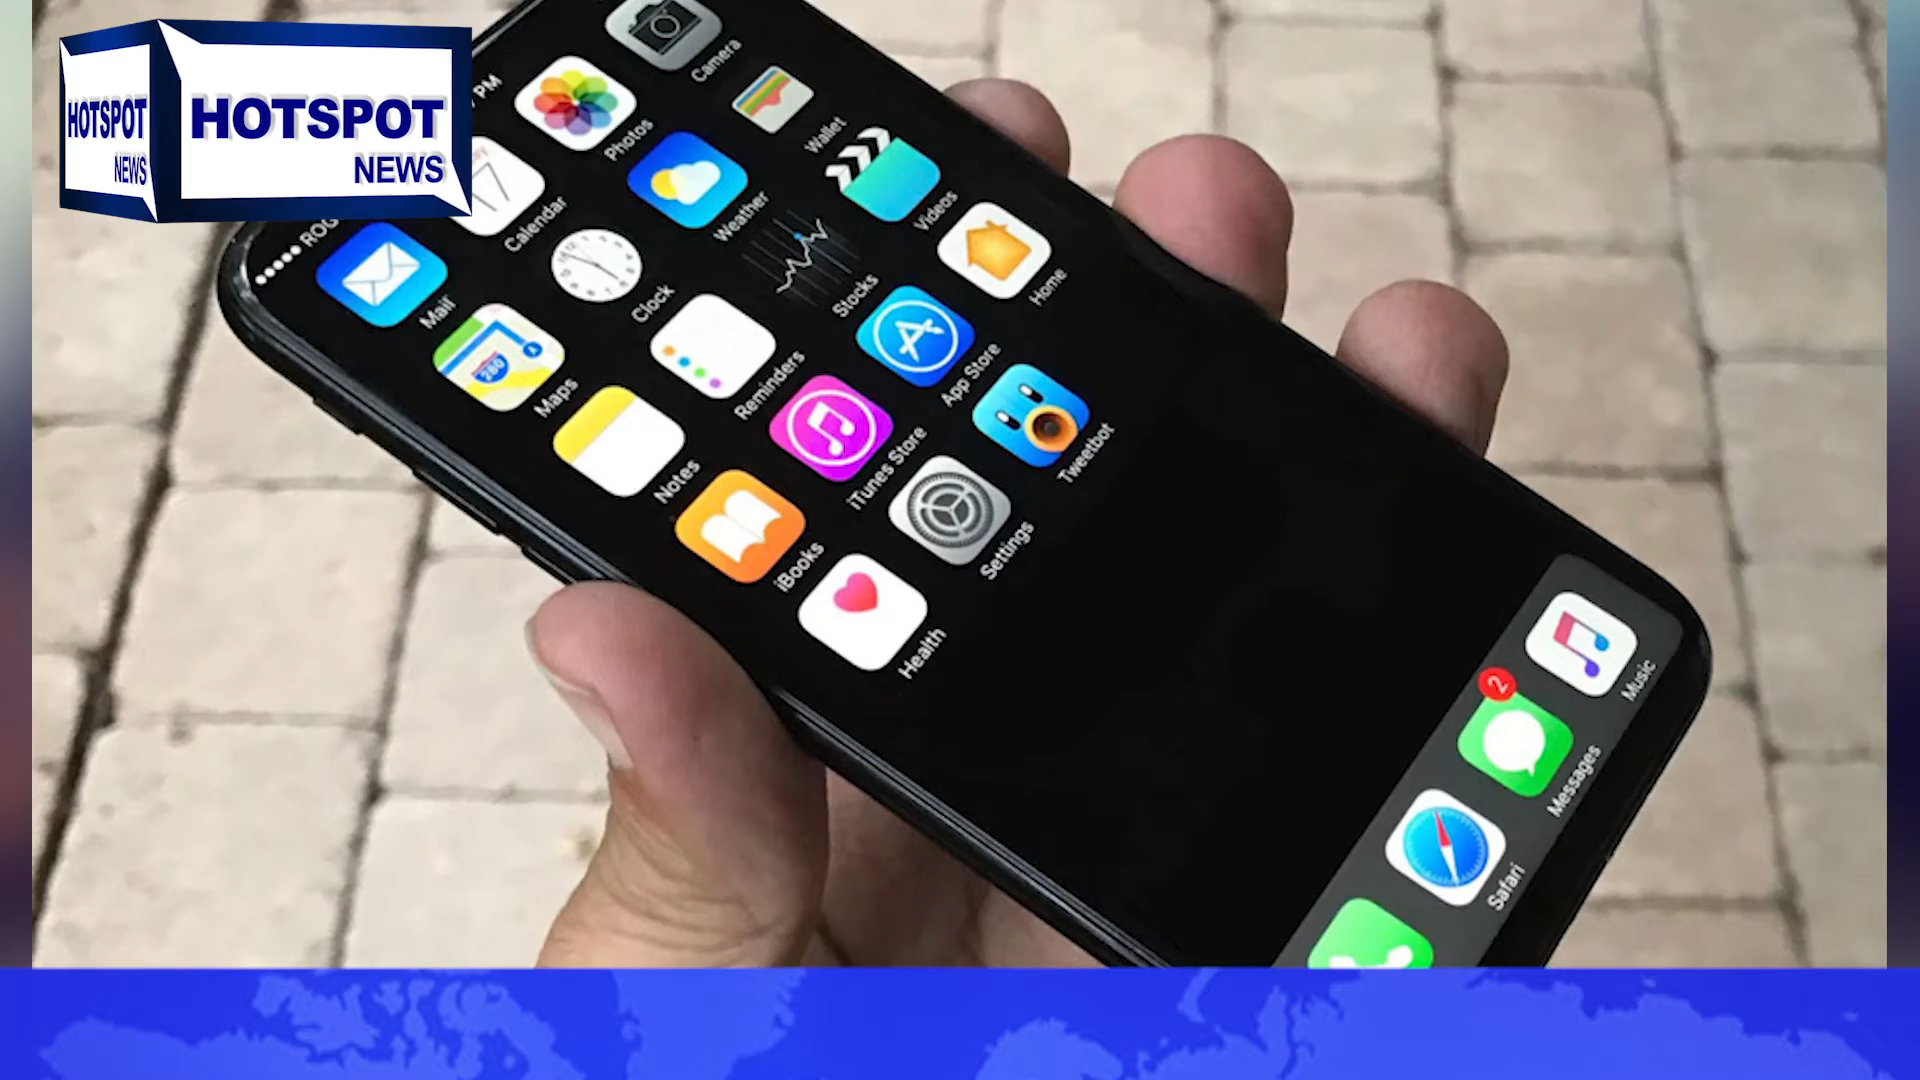 HOTSPOT
NEWS
HOTSPOT
NEWS
PM
Camera
Photos
Wallet
Calendar
Weather
Videos
Mail
Clock
Stocks
Home
280
Maps
Reminders
App Store
Notes
iTunes Store
Tweetbot
iBooks
Settings
Health
2
Music
Messages
Safari